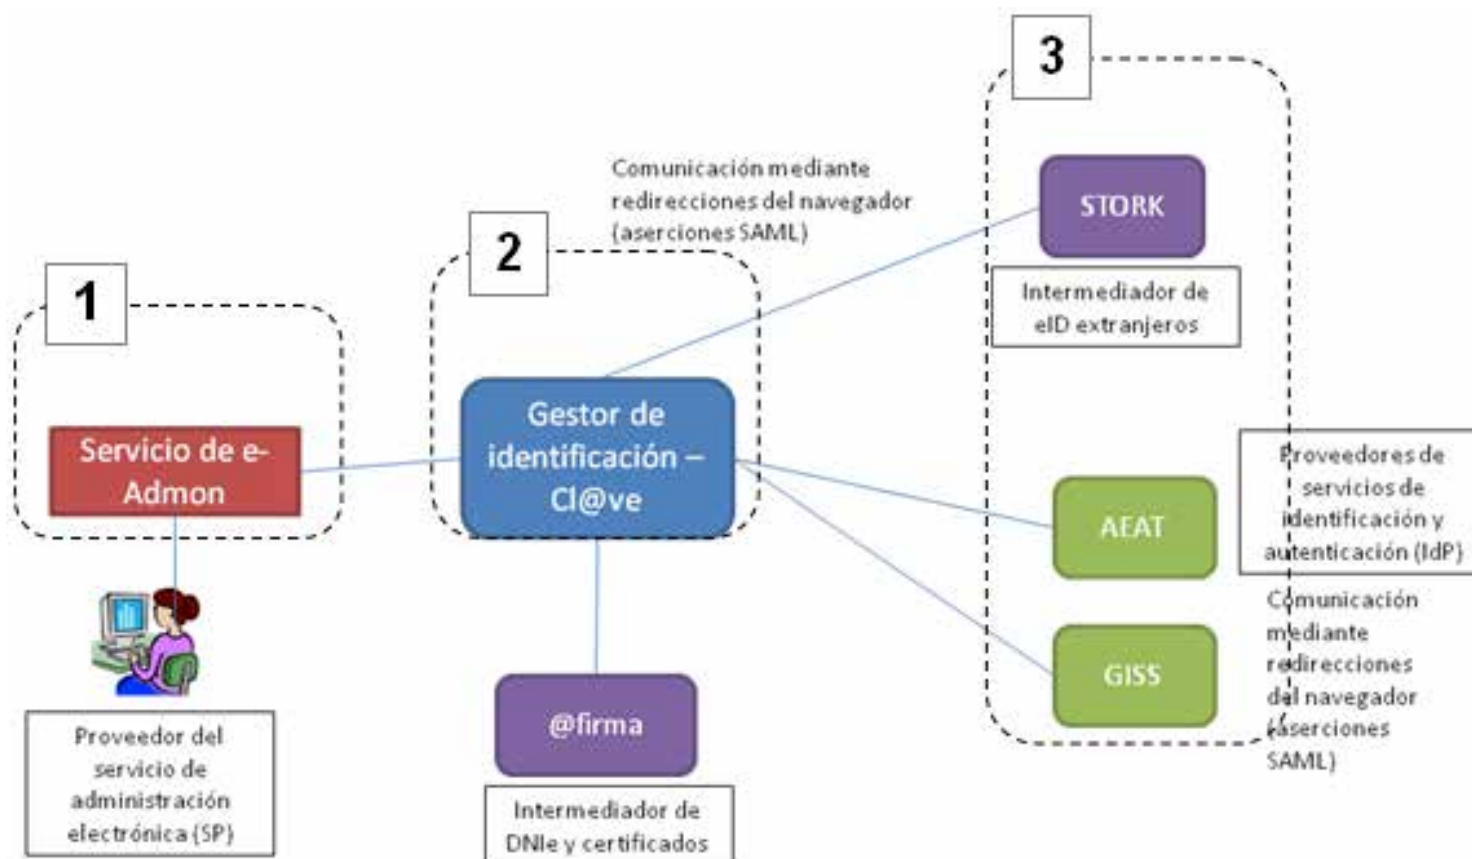 1
Servicio de e-
Admon
Proveedor del
servicio de
administración
electrónica (SP)
2
Comunicación mediante
redirecciones del navegador
(aserciones SAML)
Gestor de
identificación –
Cl@ve
@firma
Intermediador de
DNIe y certificados
3
STORK
Intermediador de
eID extranjeros
AEAT
Proveedores de
servicios de
identificación y
autenticación (IdP)
GISS
Comunicación
mediante
redirecciones
del navegador
(aserciones
SAML)